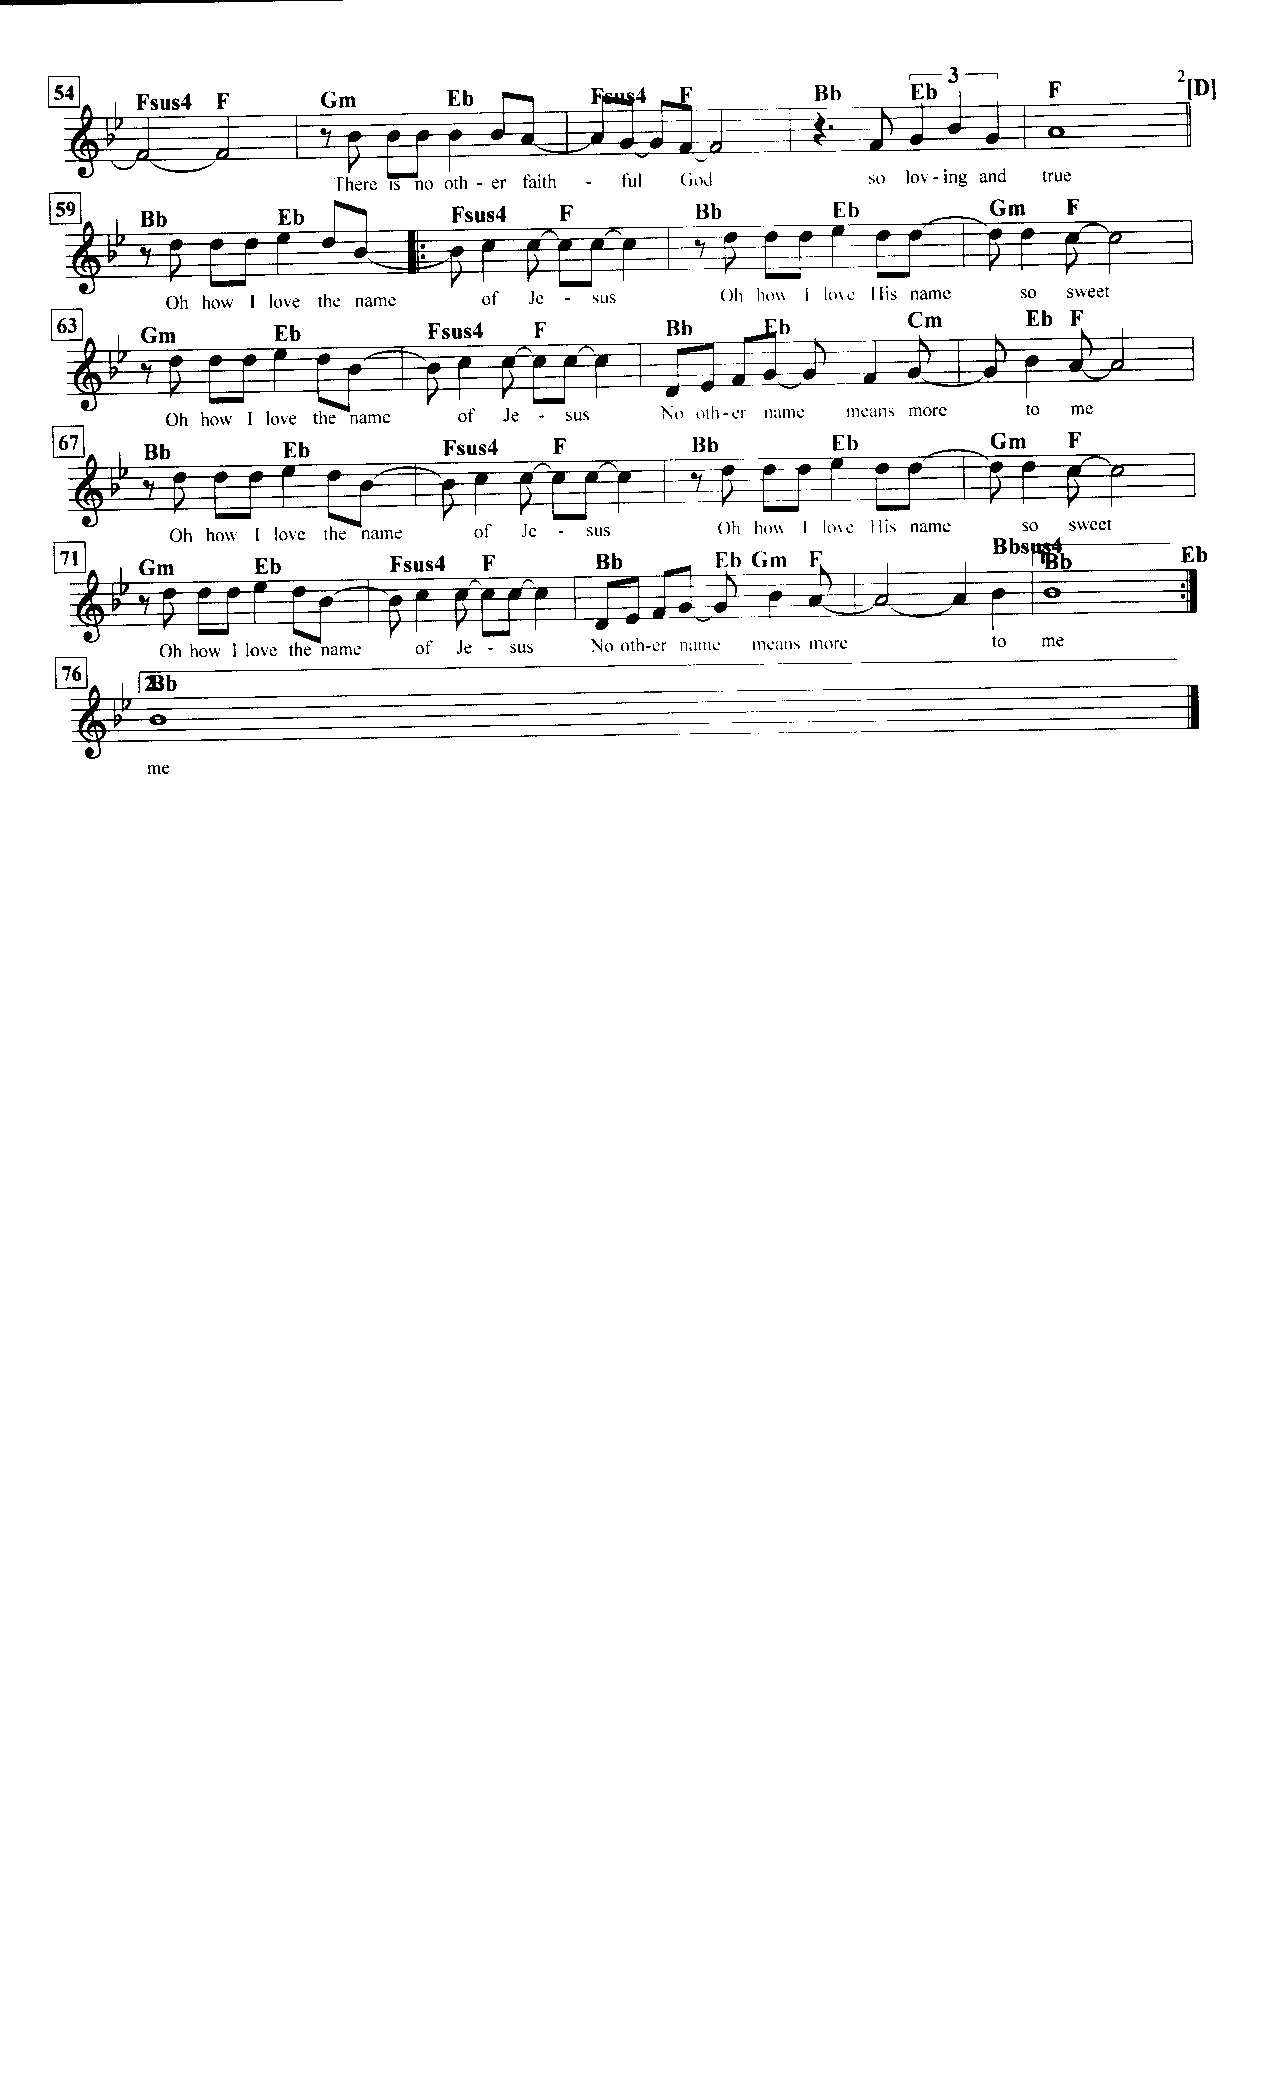 54 Fsus4 F Gm Eb Fsus4 F Bb Eb 3 F 2 [D]
There is no oth - er faith - ful God so lov - ing and true
59 Bb Eb Fsus4 F Bb Eb Gm F
Oh how I love the name of Je - sus Oh how I love His name so sweet
63 Gm Eb Fsus4 F Bb Eb Cm Eb F
Oh how I love the name of Je - sus No oth-er name means more to me
67 Bb Eb Fsus4 F Bb Eb Gm F
Oh how I love the name of Je - sus Oh how I love His name so sweet
71 Gm Eb Fsus4 F Bb Eb Gm F Bbsus4 Bb Eb
Oh how I love the name of Je - sus No oth-er name means more to me
76 2 Bb
me